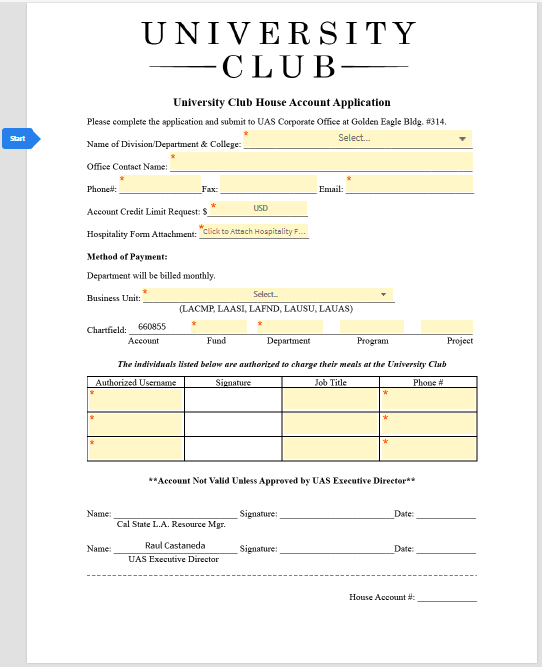 UNIVERSITY
CLUB
University Club House Account Application
Please complete the application and submit to UAS Corporate Office at Golden Eagle Bldg. #314.
Start
Name of Division/Department & College: * Select...
Office Contact Name: *
Phone#: * Fax: Email: *
Account Credit Limit Request: $ * USD
Hospitality Form Attachment: * Click to Attach Hospitality F...
Method of Payment:
Department will be billed monthly.
Business Unit: * Select...
(LACMP, LAASI, LAFND, LAUSU, LAUAS)
Chartfield: 660855 * *
Account Fund Department Program Project
The individuals listed below are authorized to charge their meals at the University Club
Authorized Username Signature Job Title Phone #
* *
* *
* *
**Account Not Valid Unless Approved by UAS Executive Director**
Name: Signature: Date:
Cal State L.A. Resource Mgr.
Name: Raul Castaneda Signature: Date:
UAS Executive Director
House Account #: